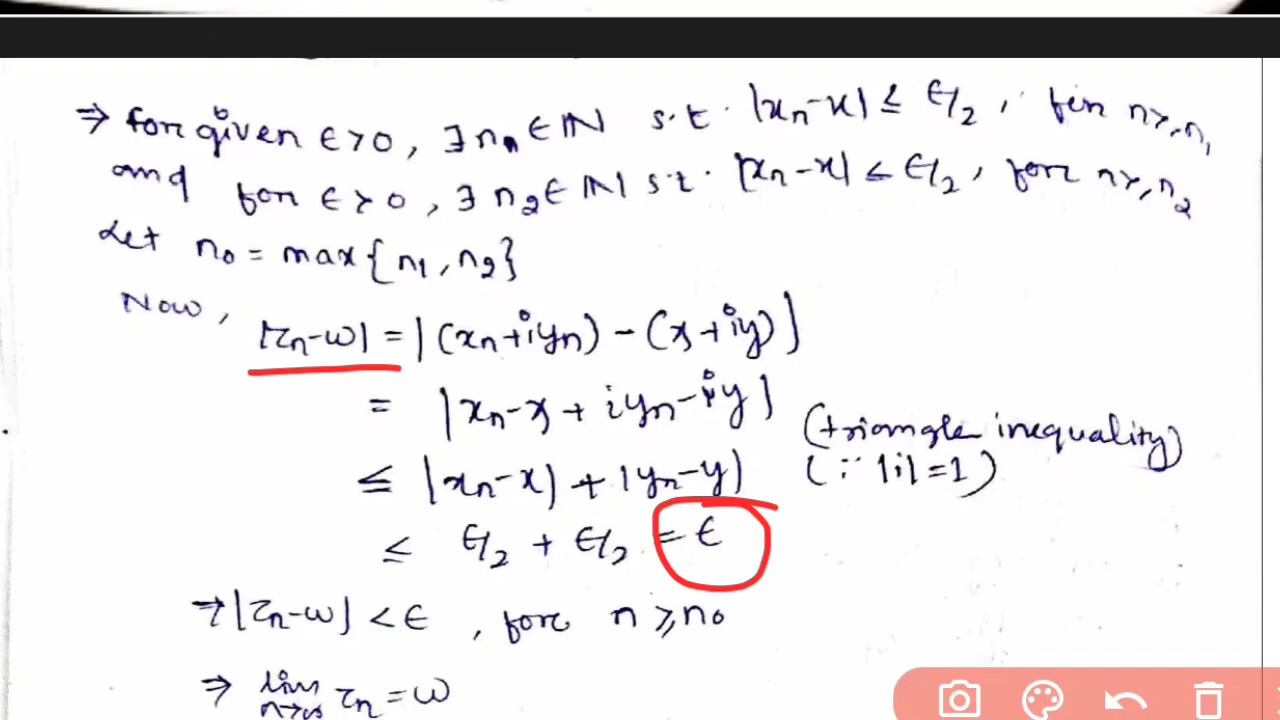 ⇒ for given ϵ>0, ∃ n₁ ∈ ℕ s.t. |xₙ-x| ≤ ϵ/2, for n≥n₁
and for ϵ>0, ∃ n₂ ∈ ℕ s.t. |xₙ-x| ≤ ϵ/2, for n≥n₂
Let n₀ = max{n₁, n₂}
Now,
|zₙ-ω| = |(xₙ+iyₙ) - (x+iy)|
= |xₙ-x + iyₙ-iy|
(triangle inequality)
≤ |xₙ-x| + |yₙ-y| (∵ |i|=1)
≤ ϵ/2 + ϵ/2 = ϵ
⇒ |zₙ-ω| < ϵ, for n≥n₀
⇒ lim n→∞ zₙ = ω